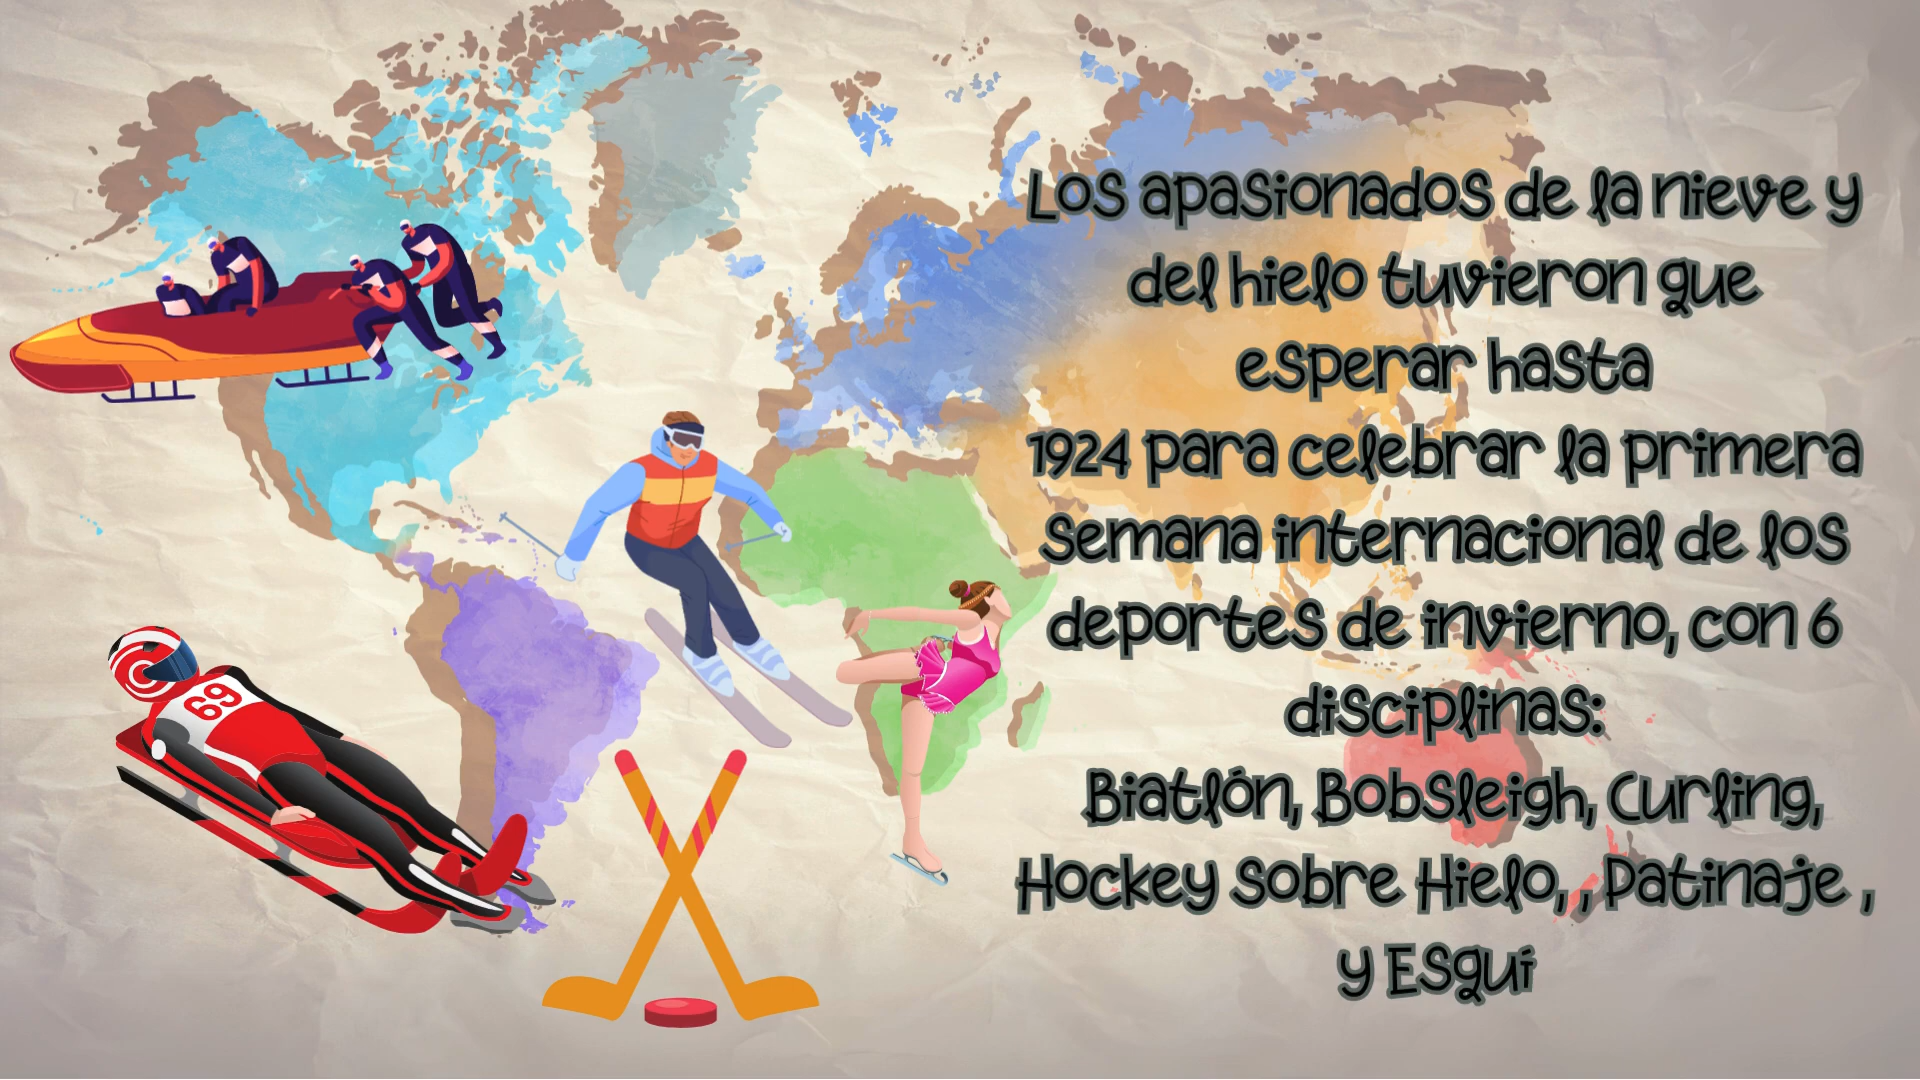 Los apasionados de la nieve y
del hielo tuvieron que
esperar hasta
1924 para celebrar la primera
semana internacional de los
deportes de invierno, con 6
disciplinas:
Biatlón, Bobsleigh, Curling,
Hockey sobre Hielo, , Patinaje ,
y Esquí
69